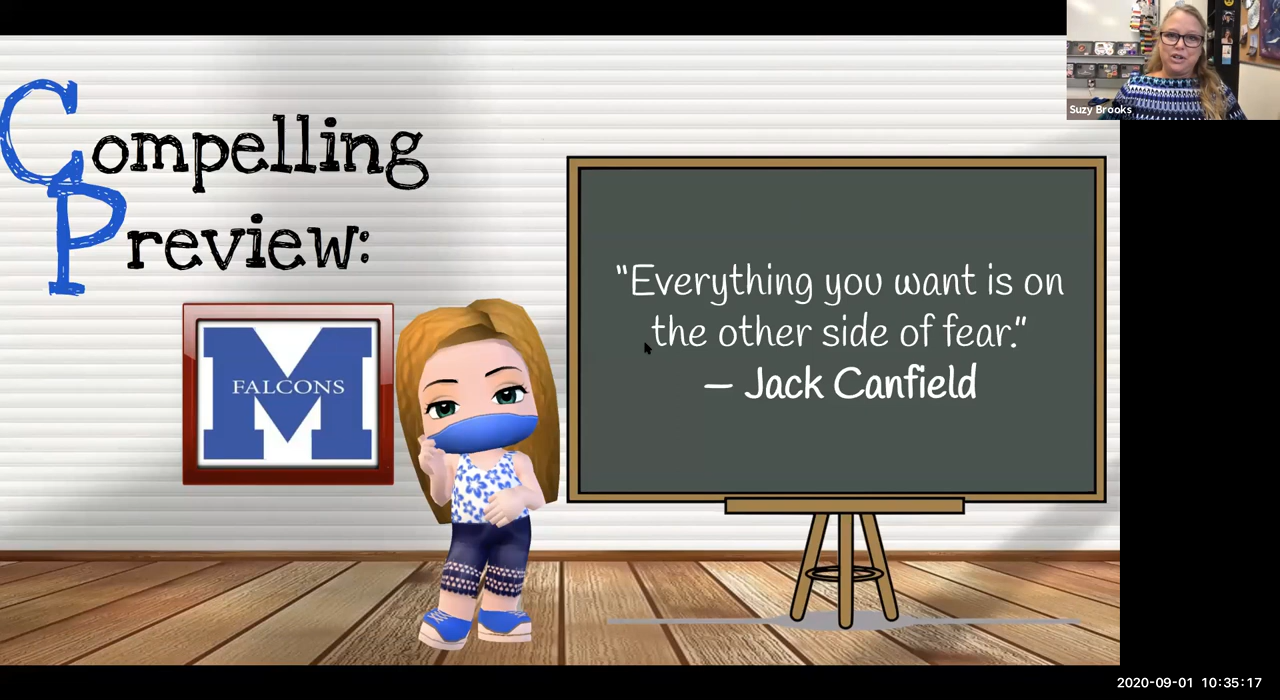 Compelling
Preview:
FALCONS
"Everything you want is on
the other side of fear."
— Jack Canfield
Suzy Brooks
2020-09-01 10:35:17